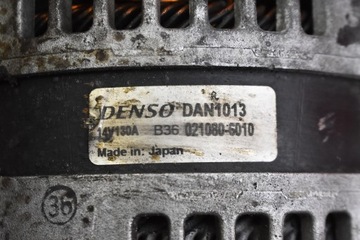 DENSO DAN1013
R
14V130A B36 021080-6010
Made in: Japan
36